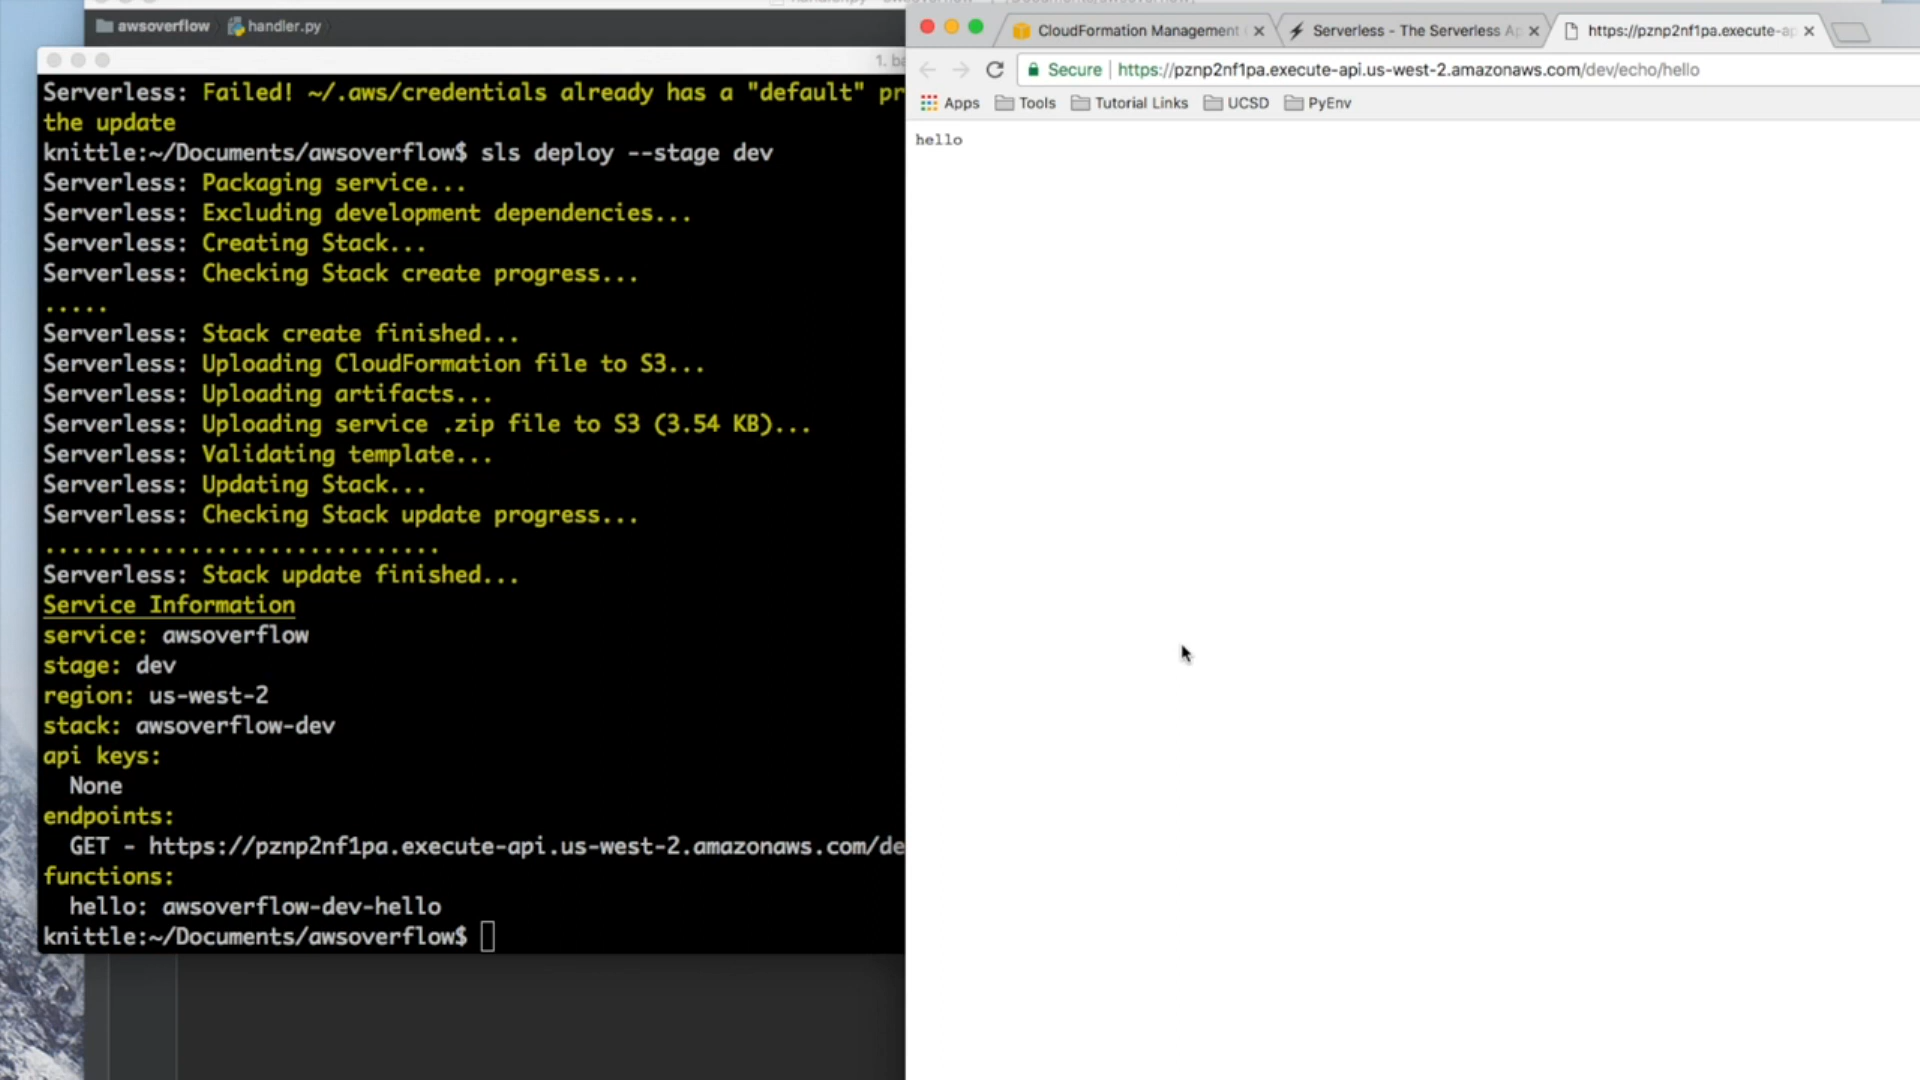 awsoverflow
handler.py
1. ba
Serverless: Failed! ~/.aws/credentials already has a "default" pr
the update
knittle:~/Documents/awsoverflow$ sls deploy --stage dev
Serverless: Packaging service...
Serverless: Excluding development dependencies...
Serverless: Creating Stack...
Serverless: Checking Stack create progress...
.....
Serverless: Stack create finished...
Serverless: Uploading CloudFormation file to S3...
Serverless: Uploading artifacts...
Serverless: Uploading service .zip file to S3 (3.54 KB)...
Serverless: Validating template...
Serverless: Updating Stack...
Serverless: Checking Stack update progress...
..............................
Serverless: Stack update finished...
Service Information
service: awsoverflow
stage: dev
region: us-west-2
stack: awsoverflow-dev
api keys:
None
endpoints:
GET - https://pznp2nf1pa.execute-api.us-west-2.amazonaws.com/de
functions:
hello: awsoverflow-dev-hello
knittle:~/Documents/awsoverflow$
CloudFormation Management
Serverless - The Serverless Ap
https://pznp2nf1pa.execute-ap
Secure https://pznp2nf1pa.execute-api.us-west-2.amazonaws.com/dev/echo/hello
Apps Tools Tutorial Links UCSD PyEnv
hello